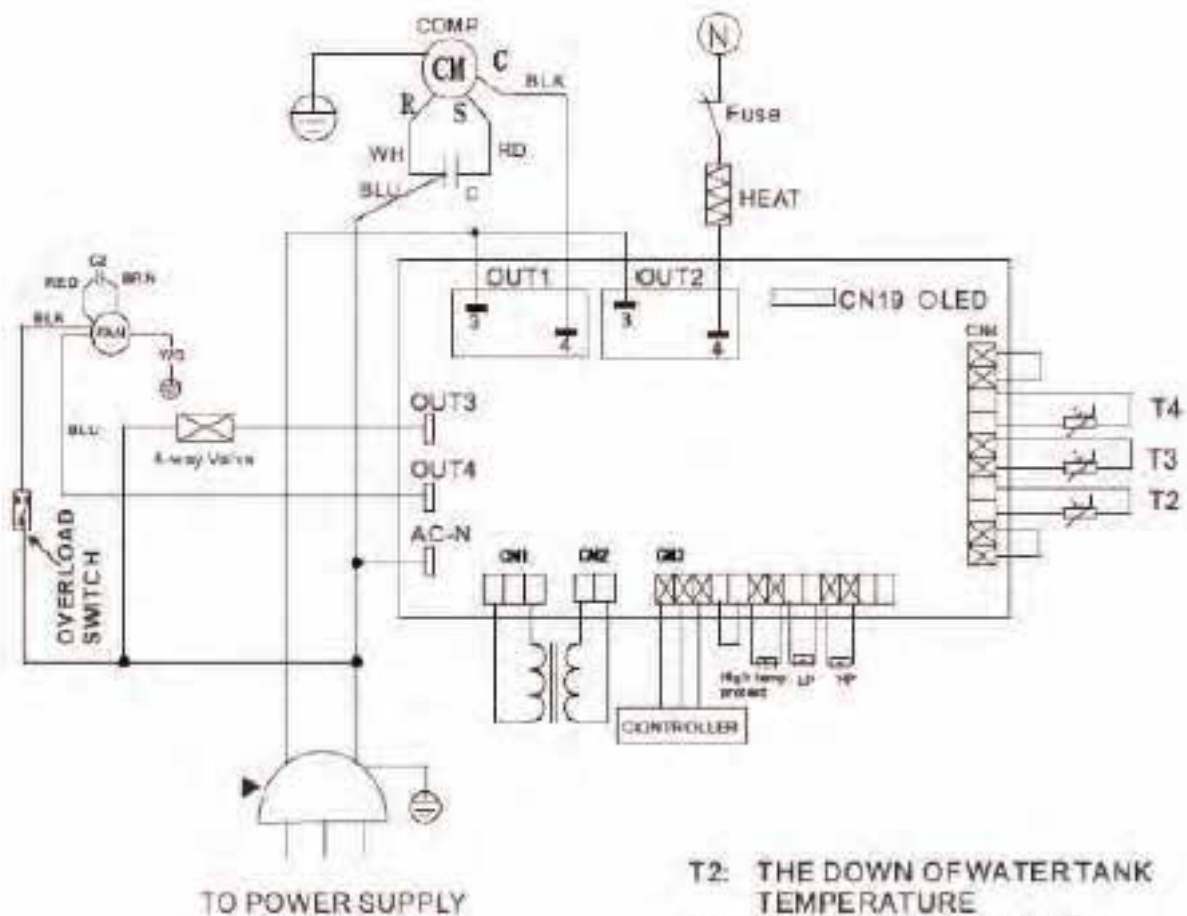 COMP
CM
C
BLK
R
S
WH
RD
BLU
C
N
Fuse
HEAT
C2
RED
BRN
BLK
FAN
Y/G
BLU
4-way Valve
OVERLOAD
SWITCH
OUT1
3
4
OUT2
3
4
CN19 OLED
OUT3
OUT4
AC-N
T4
T3
T2
CN1
CN2
High temp
protect
LP
HP
CONTROLLER
TO POWER SUPPLY
T2: THE DOWN OF WATER TANK
TEMPERATURE